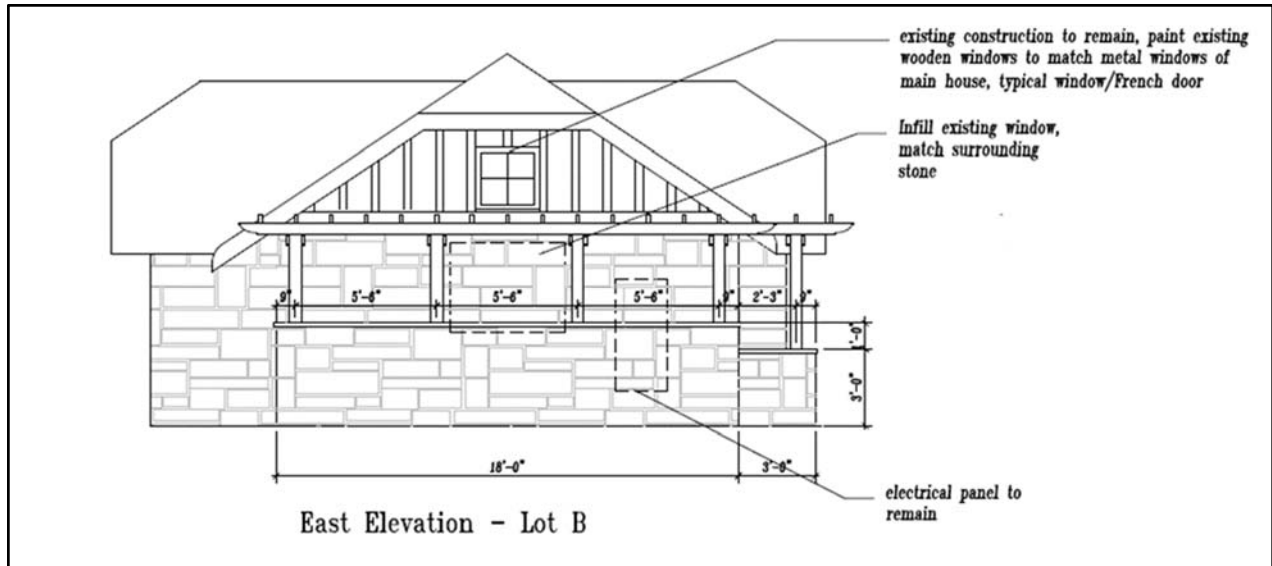 existing construction to remain, paint existing
wooden windows to match metal windows of
main house, typical window/French door
Infill existing window,
match surrounding
stone
9" 5'-6" 5'-6" 5'-6" 9" 2'-3" 9"
1'-0"
3'-0"
18'-0" 3'-0"
electrical panel to
remain
East Elevation - Lot B